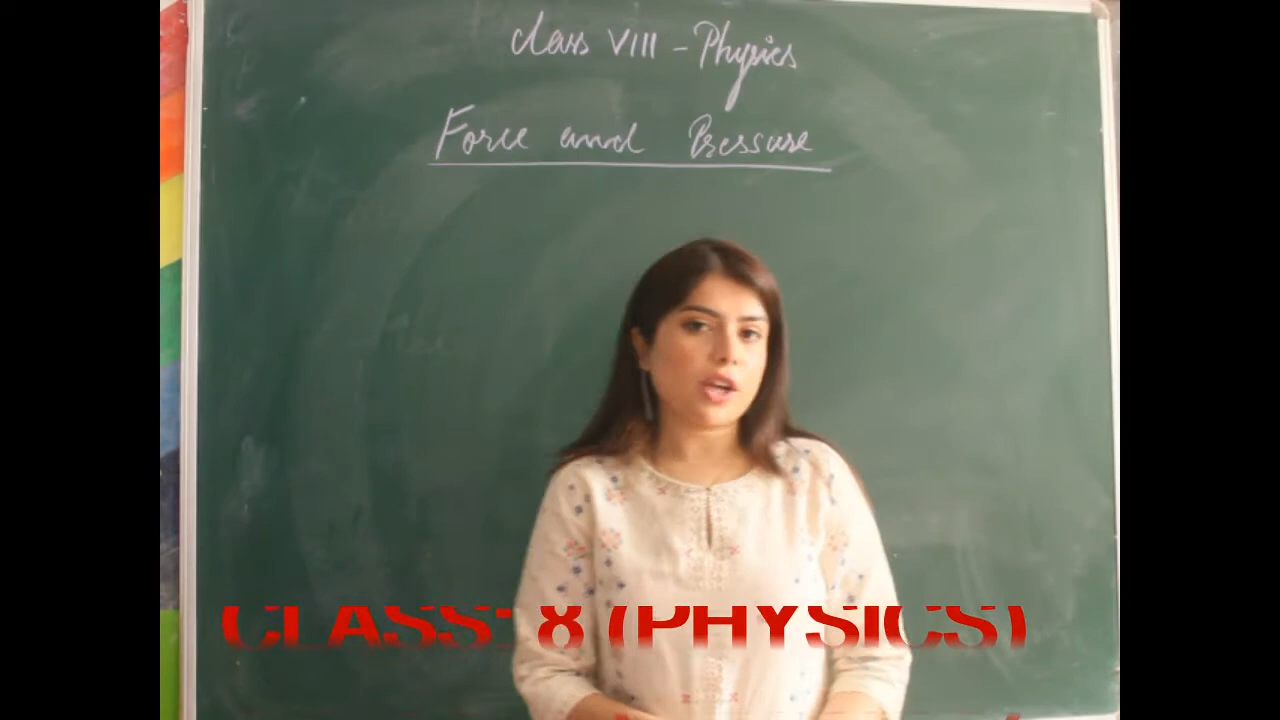 Class VIII - Physics
Force and Pressure
CLASS: 8 (PHYSICS)